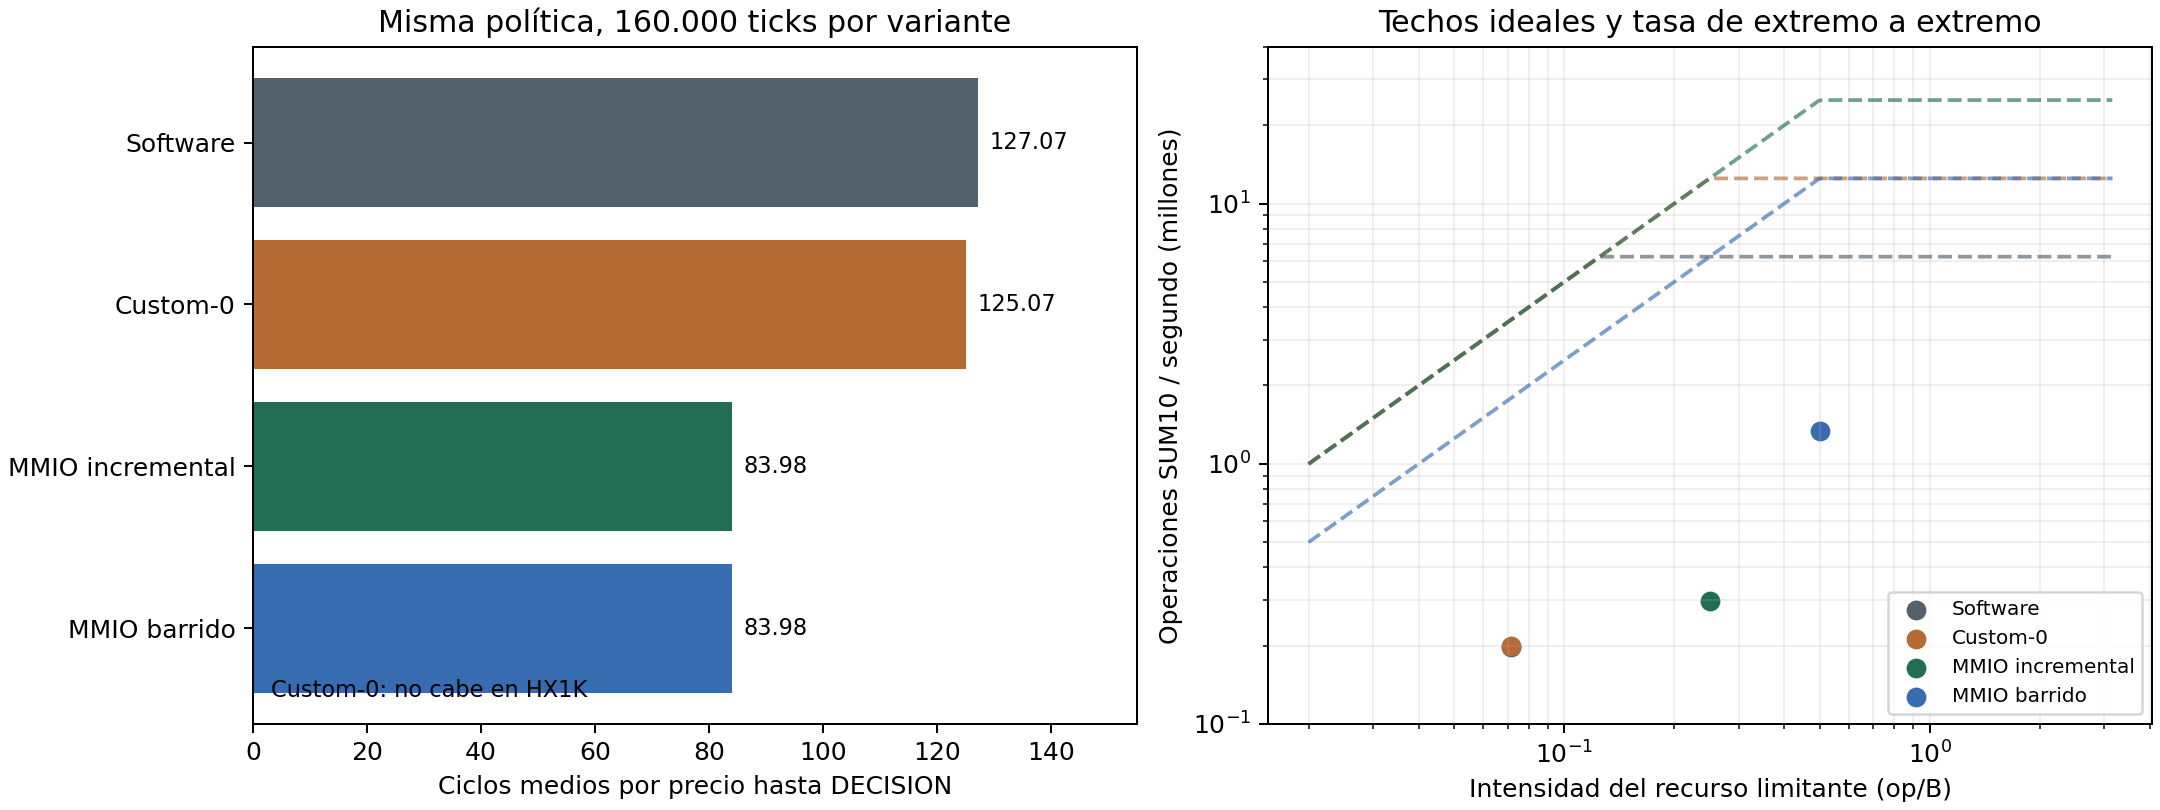 Misma política, 160.000 ticks por variante
Software
127.07
Custom-0
125.07
MMIO incremental
83.98
MMIO barrido
83.98
Custom-0: no cabe en HX1K
0 20 40 60 80 100 120 140
Ciclos medios por precio hasta DECISION
Techos ideales y tasa de extremo a extremo
Operaciones SUM10 / segundo (millones)
10¹
10⁰
10⁻¹
10⁻¹ 10⁰
Intensidad del recurso limitante (op/B)
Software
Custom-0
MMIO incremental
MMIO barrido